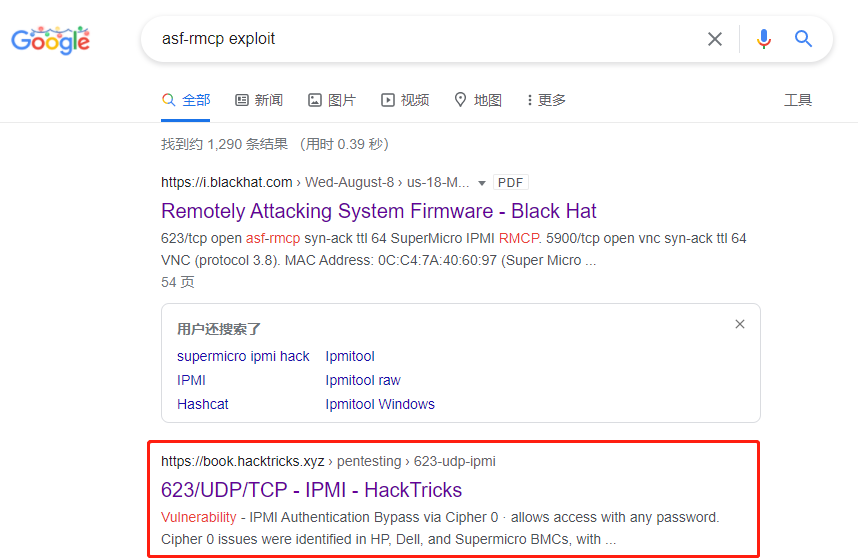 Google
asf-rmcp exploit
全部 新闻 图片 视频 地图 更多 工具
找到约 1,290 条结果 （用时 0.39 秒）
https://i.blackhat.com › Wed-August-8 › us-18-M... PDF
Remotely Attacking System Firmware - Black Hat
623/tcp open asf-rmcp syn-ack ttl 64 SuperMicro IPMI RMCP. 5900/tcp open vnc syn-ack ttl 64
VNC (protocol 3.8). MAC Address: 0C:C4:7A:40:60:97 (Super Micro ...
54 页
用户还搜索了
supermicro ipmi hack Ipmitool
IPMI Ipmitool raw
Hashcat Ipmitool Windows
https://book.hacktricks.xyz › pentesting › 623-udp-ipmi
623/UDP/TCP - IPMI - HackTricks
Vulnerability - IPMI Authentication Bypass via Cipher 0 · allows access with any password.
Cipher 0 issues were identified in HP, Dell, and Supermicro BMCs, with ...